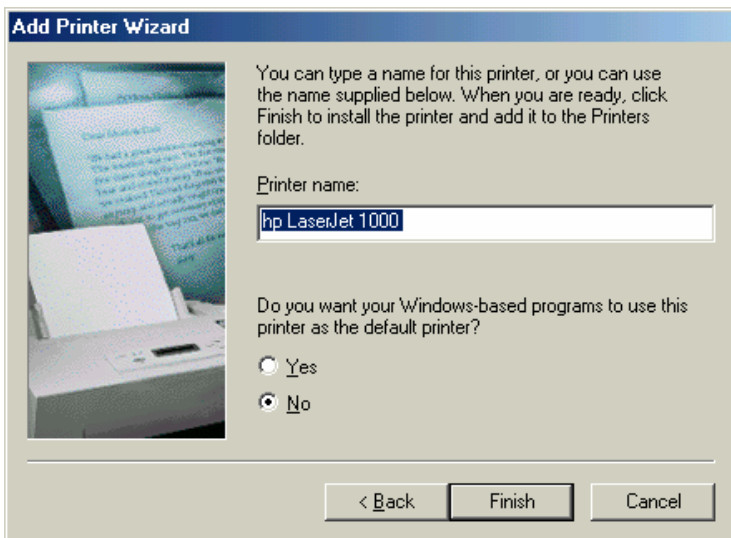 Add Printer Wizard
You can type a name for this printer, or you can use
the name supplied below. When you are ready, click
Finish to install the printer and add it to the Printers
folder.
Printer name:
hp LaserJet 1000
Do you want your Windows-based programs to use this
printer as the default printer?
Yes
No
< Back
Finish
Cancel